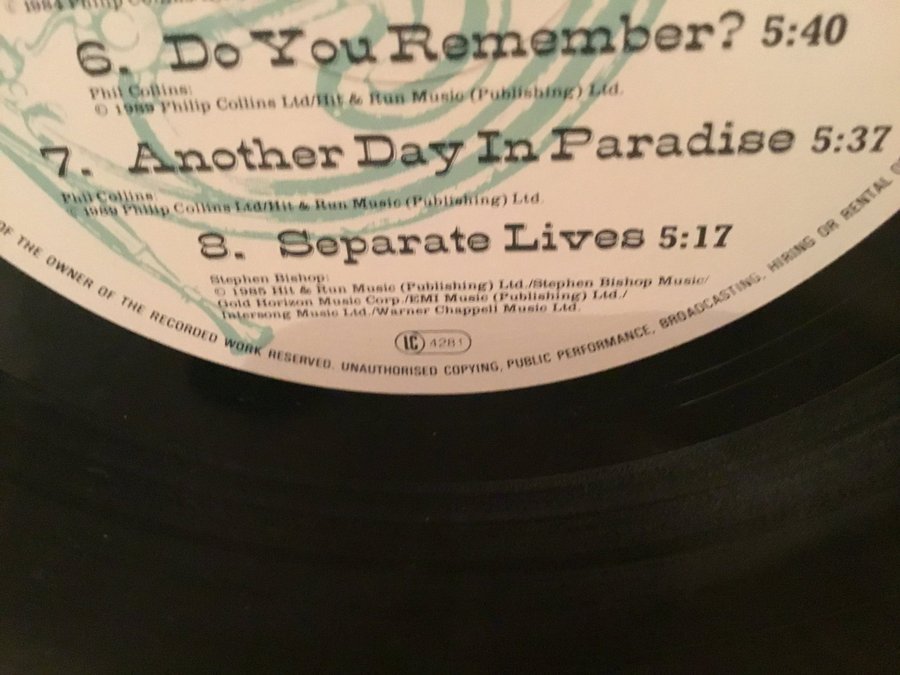 © 1984 Philip Collins
6. Do You Remember? 5:40
Phil Collins:
© 1989 Philip Collins Ltd/Hit & Run Music (Publishing) Ltd.
7. Another Day In Paradise 5:37
Phil Collins:
© 1989 Philip Collins Ltd/Hit & Run Music (Publishing) Ltd.
8. Separate Lives 5:17
Stephen Bishop:
© 1985 Hit & Run Music (Publishing) Ltd./Stephen Bishop Music/
Gold Horizon Music Corp./EMI Music (Publishing) Ltd./
Intersong Music Ltd./Warner Chappell Music Ltd.
LC 4281
OF THE OWNER OF THE RECORDED WORK RESERVED. UNAUTHORISED COPYING, PUBLIC PERFORMANCE, BROADCASTING, HIRING OR RENTAL